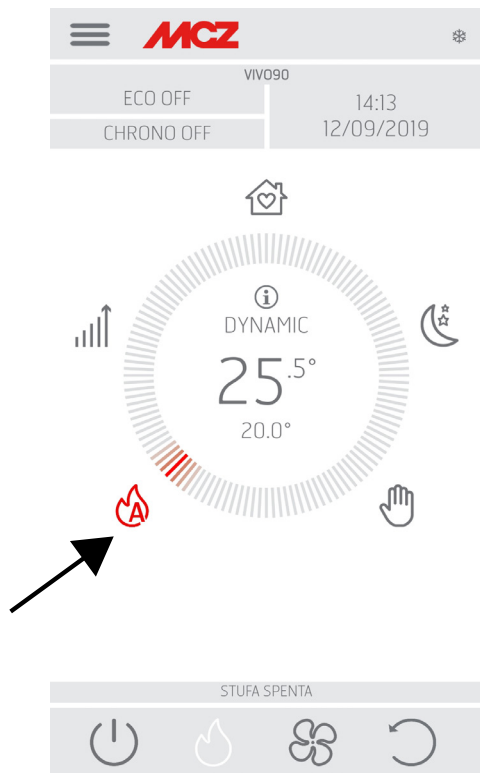 MCZ
VIVO90
ECO OFF
CHRONO OFF
14:13
12/09/2019
i
DYNAMIC
25.5°
20.0°
A
STUFA SPENTA